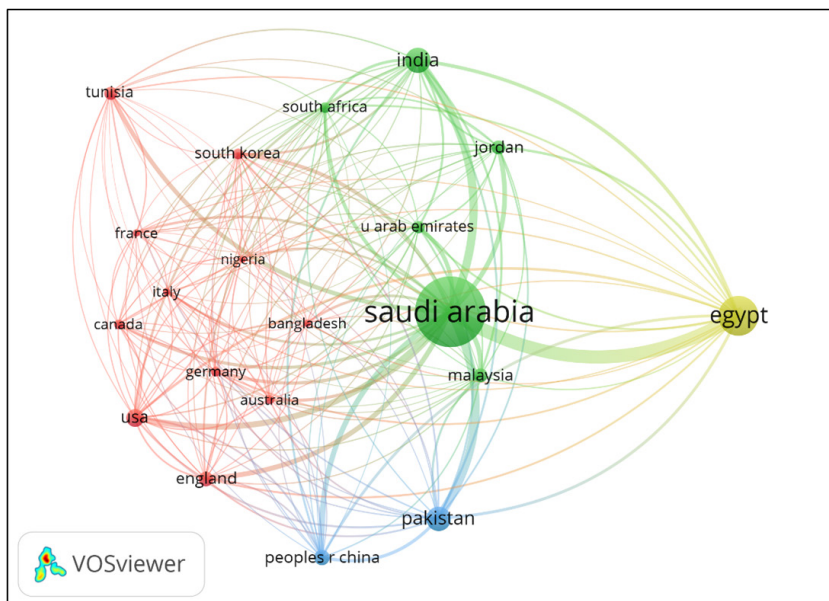 india
tunisia
south africa
jordan
south korea
u arab emirates
france
nigeria
italy
saudi arabia
egypt
canada
bangladesh
germany
malaysia
australia
usa
england
pakistan
peoples r china
VOSviewer